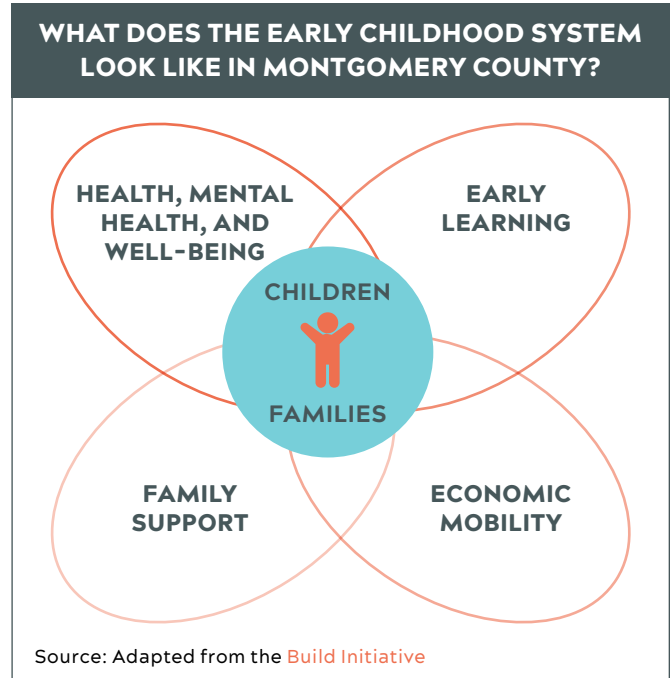 WHAT DOES THE EARLY CHILDHOOD SYSTEM
LOOK LIKE IN MONTGOMERY COUNTY?
HEALTH, MENTAL
HEALTH, AND
WELL-BEING
EARLY
LEARNING
CHILDREN
FAMILIES
FAMILY
SUPPORT
ECONOMIC
MOBILITY
Source: Adapted from the Build Initiative